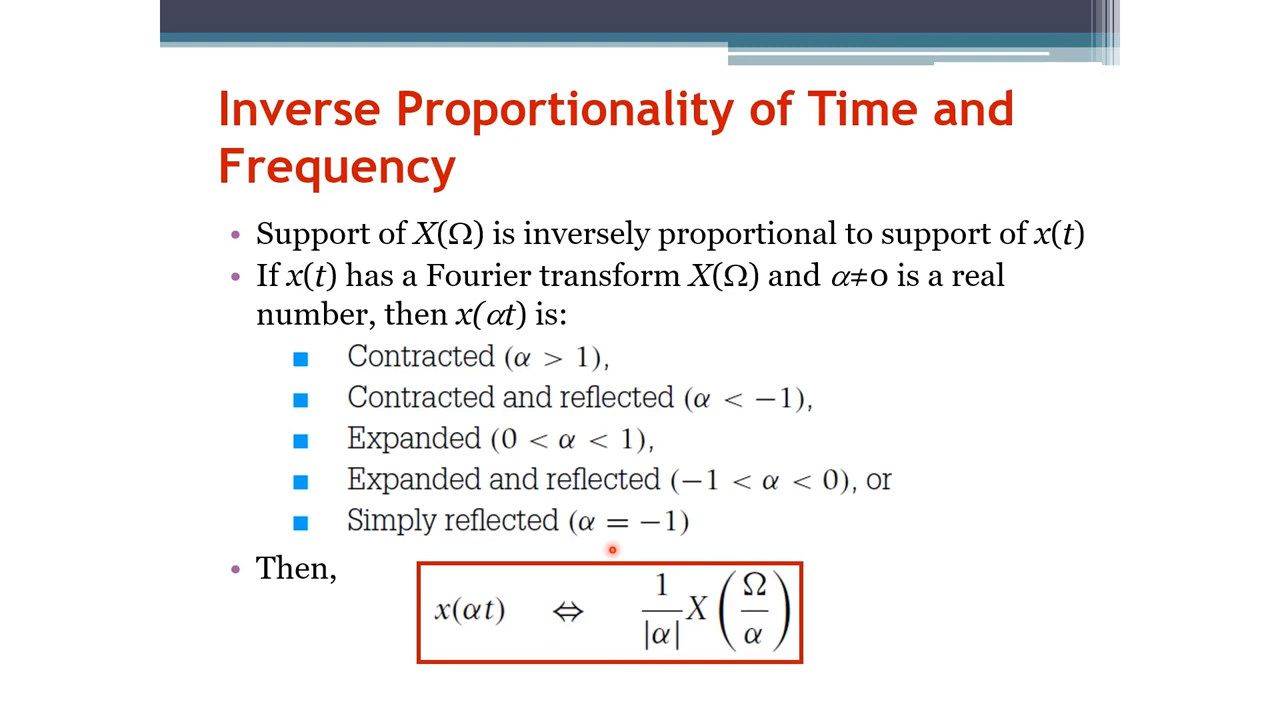 Inverse Proportionality of Time and
Frequency
• Support of X(Ω) is inversely proportional to support of x(t)
• If x(t) has a Fourier transform X(Ω) and α≠0 is a real
number, then x(αt) is:
■ Contracted (α > 1),
■ Contracted and reflected (α < −1),
■ Expanded (0 < α < 1),
■ Expanded and reflected (−1 < α < 0), or
■ Simply reflected (α = −1)
• Then,
x(αt) ⇔ 1/|α| X(Ω/α)